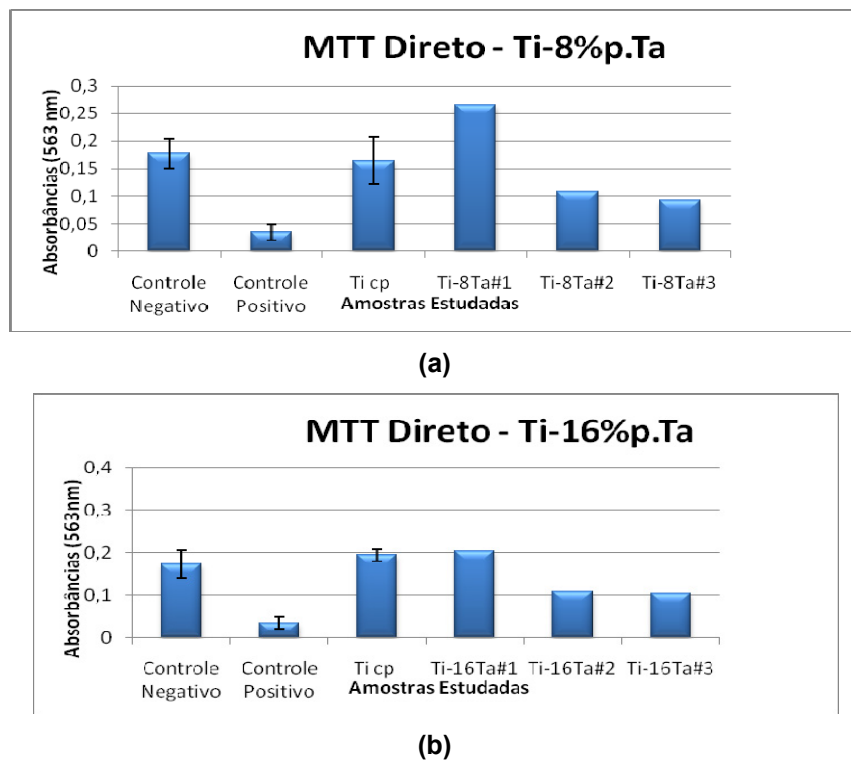 MTT Direto - Ti-8%p.Ta
Absorbâncias (563 nm)
0,3
0,25
0,2
0,15
0,1
0,05
0
Controle Negativo
Controle Positivo
Ti cp
Ti-8Ta#1
Ti-8Ta#2
Ti-8Ta#3
Amostras Estudadas
(a)
MTT Direto - Ti-16%p.Ta
Absorbâncias (563nm)
0,4
0,3
0,2
0,1
0
Controle Negativo
Controle Positivo
Ti cp
Ti-16Ta#1
Ti-16Ta#2
Ti-16Ta#3
Amostras Estudadas
(b)